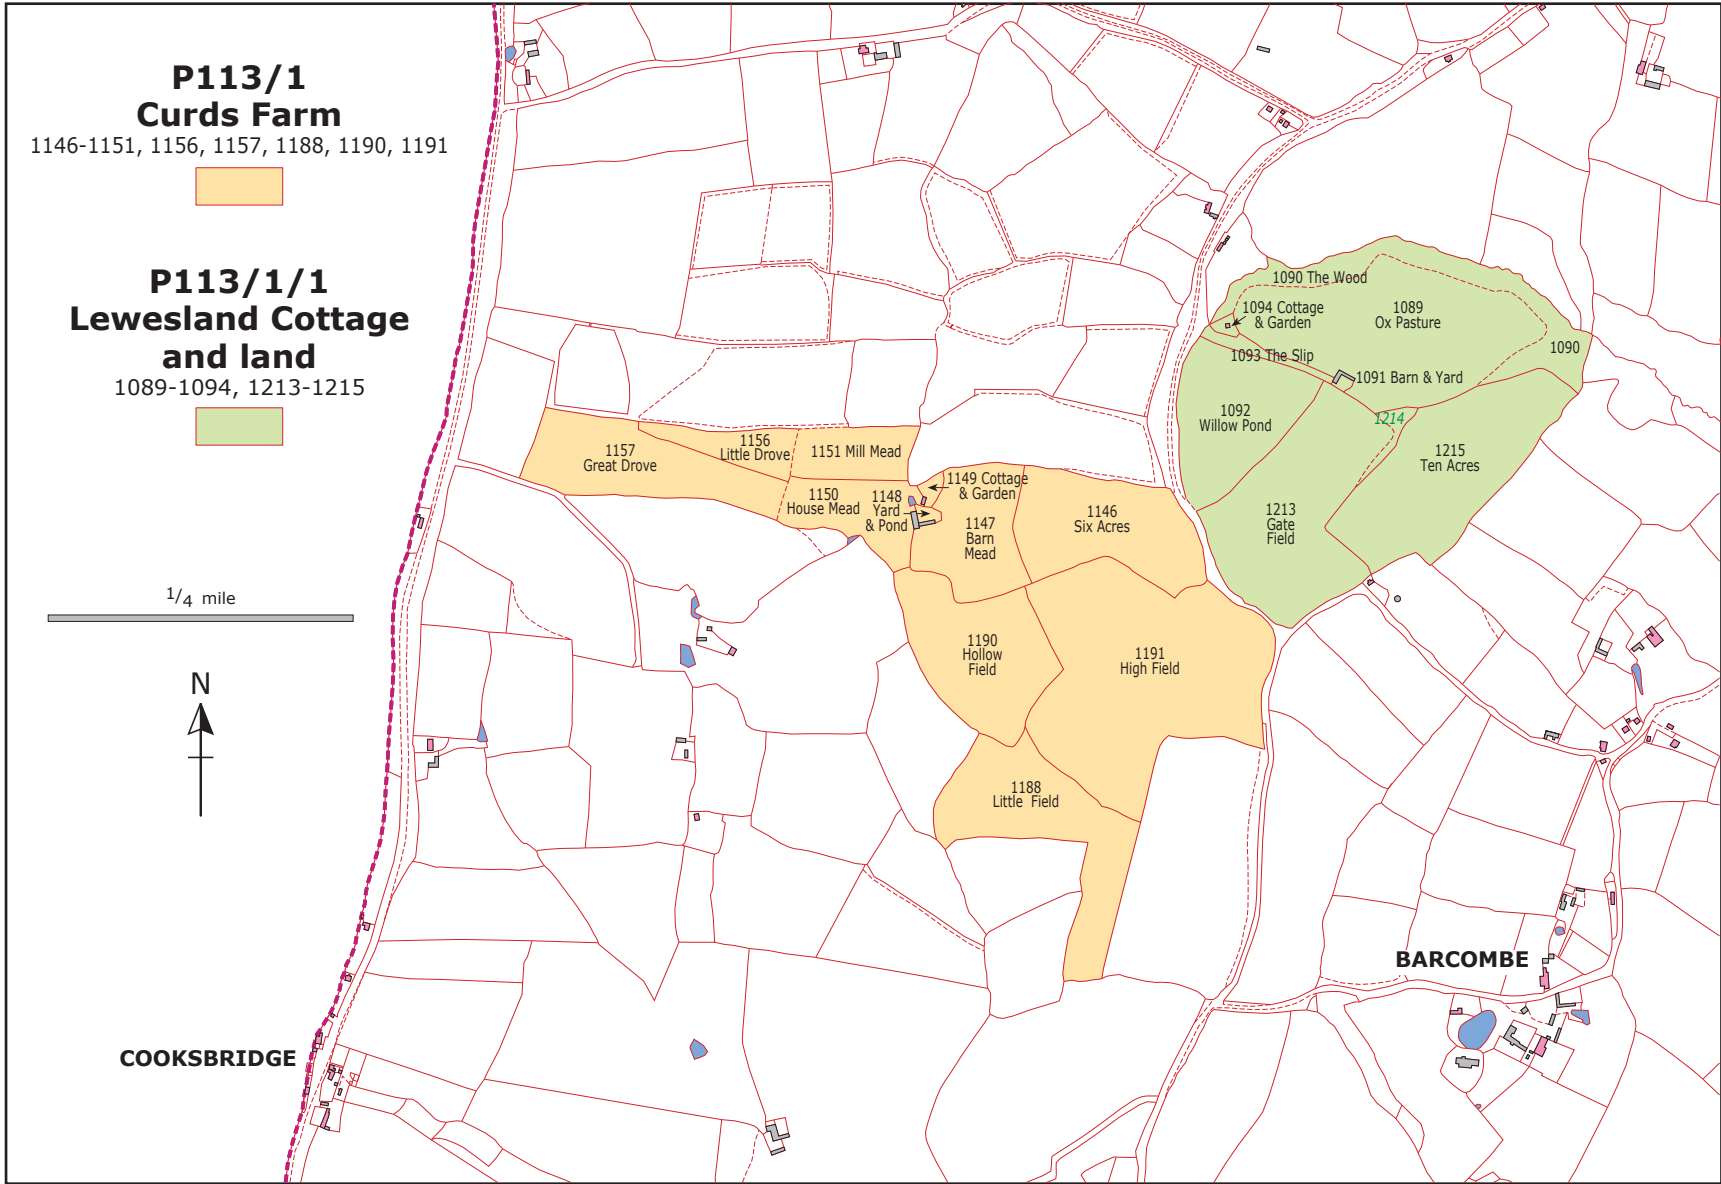 P113/1
Curds Farm
1146-1151, 1156, 1157, 1188, 1190, 1191
P113/1/1
Lewesland Cottage
and land
1089-1094, 1213-1215
1/4 mile
N
1090 The Wood
1094 Cottage
& Garden
1089
Ox Pasture
1093 The Slip
1090
1091 Barn & Yard
1092
Willow Pond
1214
1215
Ten Acres
1213
Gate
Field
1157
Great Drove
1156
Little Drove
1151 Mill Mead
1150
House Mead
1148
Yard
& Pond
1149 Cottage
& Garden
1147
Barn
Mead
1146
Six Acres
1190
Hollow
Field
1191
High Field
1188
Little Field
BARCOMBE
COOKSBRIDGE